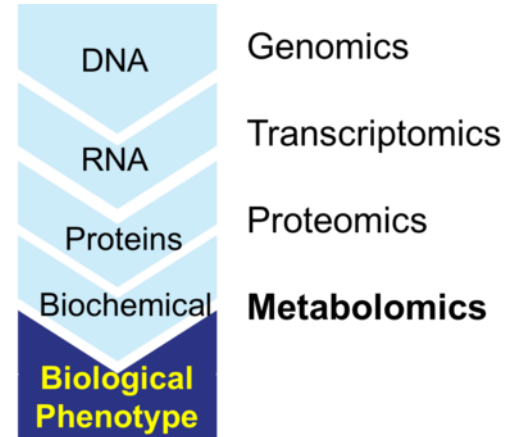 DNA
Genomics
RNA
Transcriptomics
Proteins
Proteomics
Biochemical
Metabolomics
Biological
Phenotype